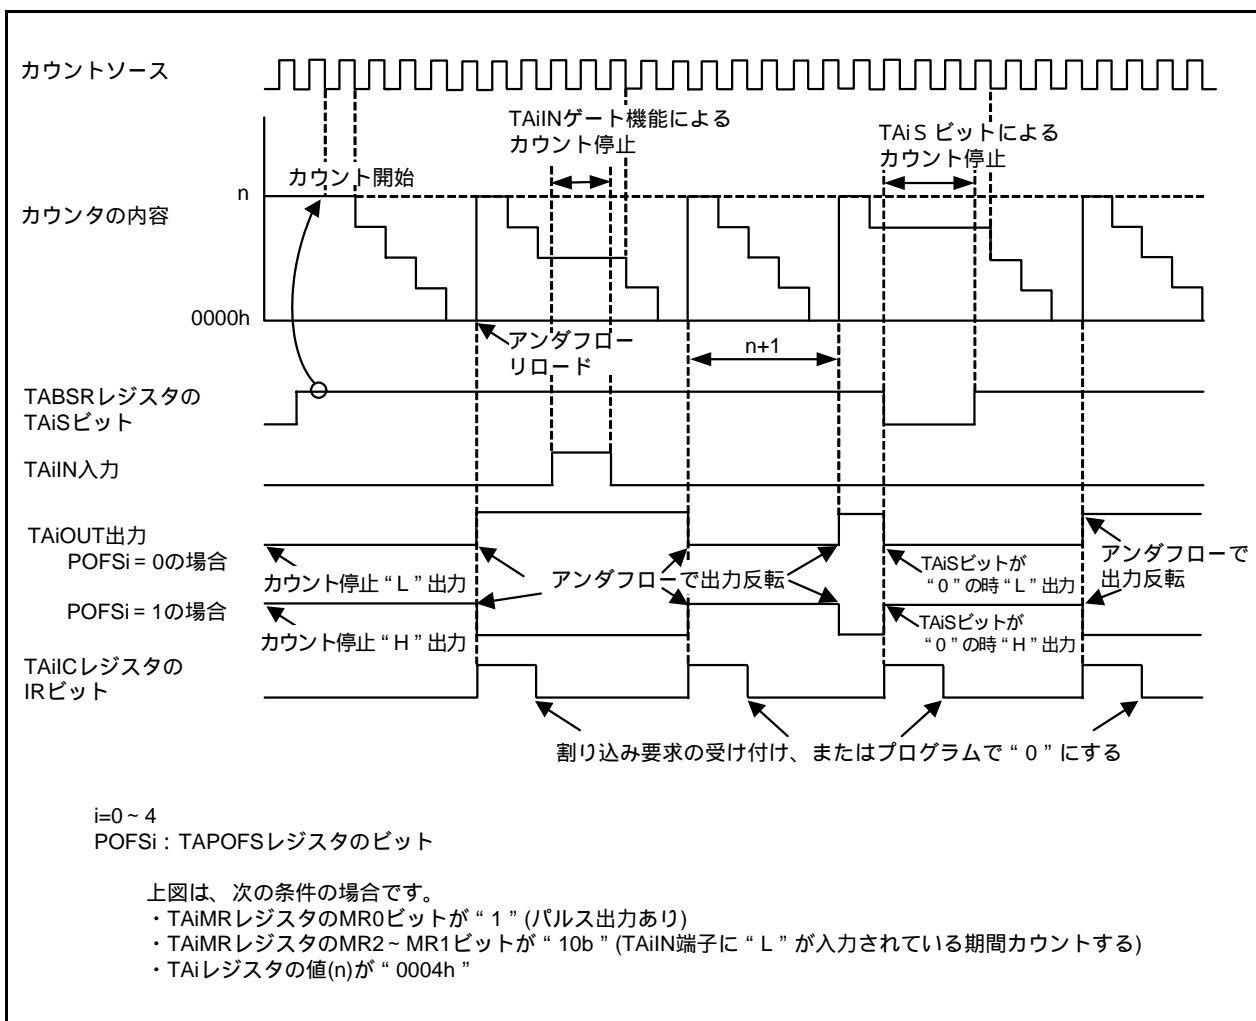 カウントソース
TAiINゲート機能による
カウント停止
TAiS ビットによる
カウント停止
n
カウント開始
カウンタの内容
0000h
アンダフロー
リロード
n+1
TABSRレジスタの
TAiSビット
TAiIN入力
TAiOUT出力
POFSi = 0の場合
カウント停止“L”出力
アンダフローで出力反転
TAiSビットが
“0”の時“L”出力
アンダフローで
出力反転
POFSi = 1の場合
カウント停止“H”出力
TAiSビットが
“0”の時“H”出力
TAiICレジスタの
IRビット
割り込み要求の受け付け、またはプログラムで“0”にする
i=0~4
POFSi:TAPOFSレジスタのビット
上図は、次の条件の場合です。
・TAiMRレジスタのMR0ビットが“1”(パルス出力あり)
・TAiMRレジスタのMR2~MR1ビットが“10b”(TAiIN端子に“L”が入力されている期間カウントする)
・TAiレジスタの値(n)が“0004h”